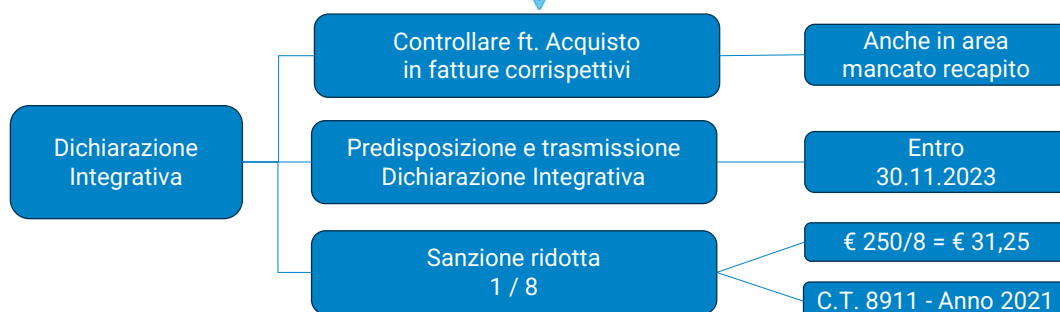 Dichiarazione
Integrativa
Controllare ft. Acquisto
in fatture corrispettivi
Anche in area
mancato recapito
Predisposizione e trasmissione
Dichiarazione Integrativa
Entro
30.11.2023
Sanzione ridotta
1 / 8
€ 250/8 = € 31,25
C.T. 8911 - Anno 2021